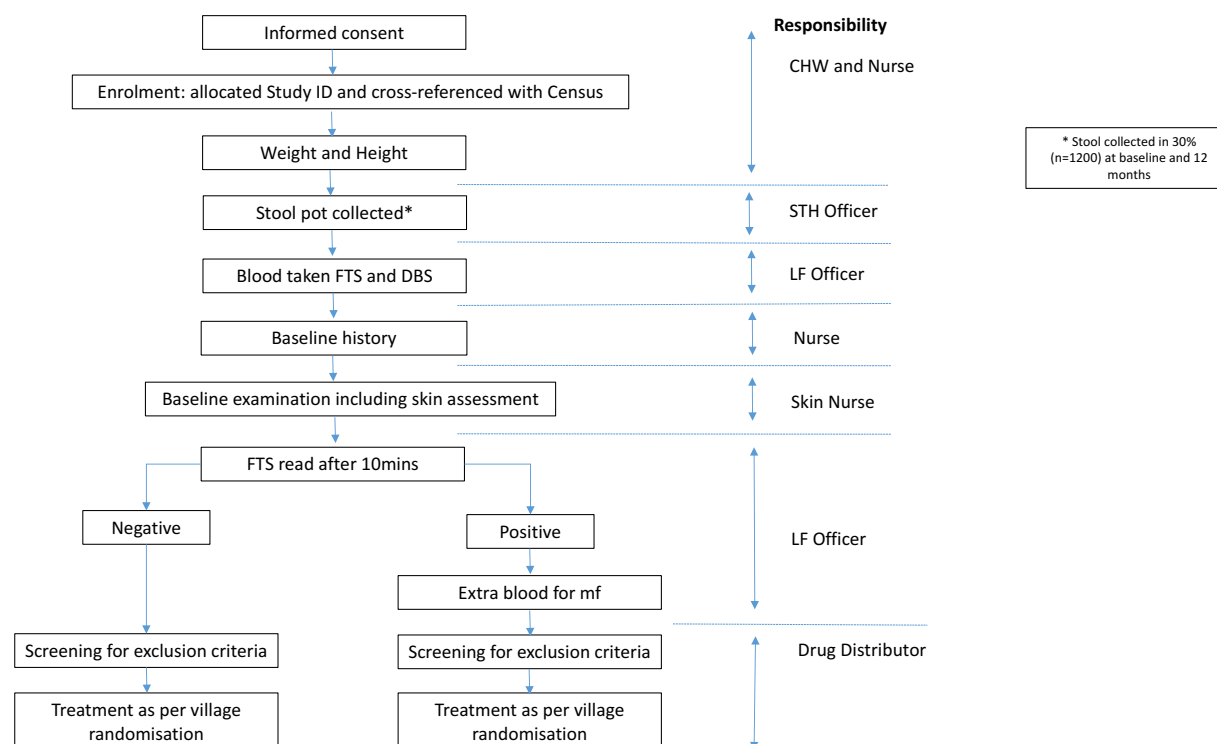 Responsibility
Informed consent
CHW and Nurse
Enrolment: allocated Study ID and cross-referenced with Census
Weight and Height
* Stool collected in 30%
(n=1200) at baseline and 12
months
Stool pot collected*
STH Officer
Blood taken FTS and DBS
LF Officer
Baseline history
Nurse
Baseline examination including skin assessment
Skin Nurse
FTS read after 10mins
Negative
Positive
LF Officer
Extra blood for mf
Screening for exclusion criteria
Screening for exclusion criteria
Drug Distributor
Treatment as per village
randomisation
Treatment as per village
randomisation